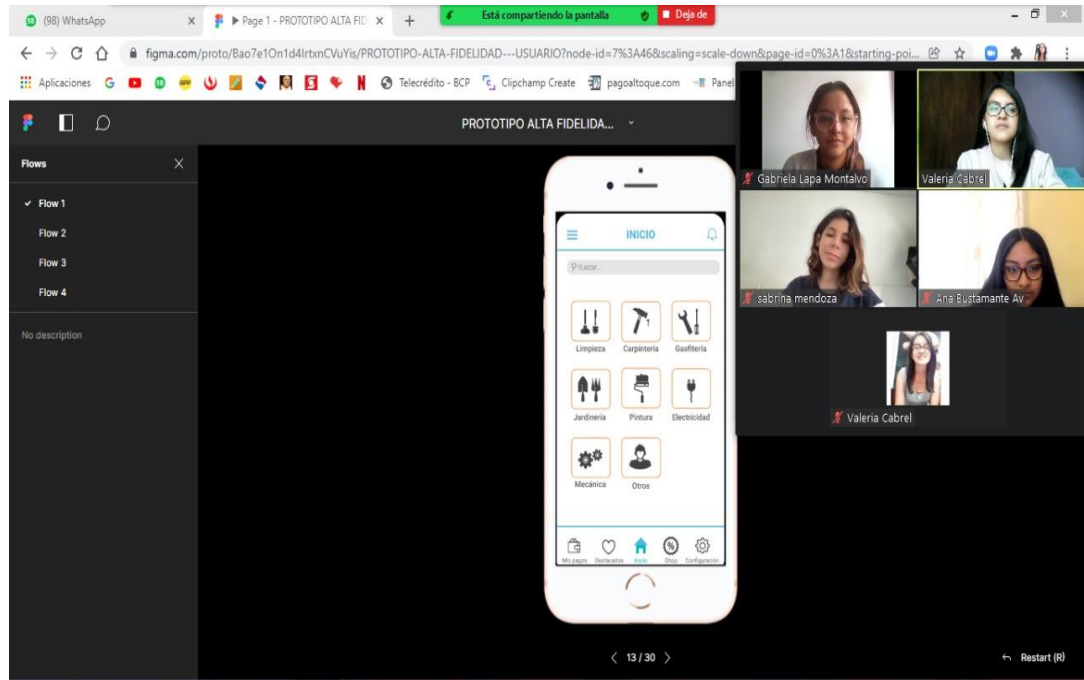 (98) WhatsApp
Page 1 - PROTOTIPO ALTA FID
Está compartiendo la pantalla
Deja de
figma.com/proto/Bao7e1On1d4IrtxnCVuYis/PROTOTIPO-ALTA-FIDELIDAD---USUARIO?node-id=7%3A46&scaling=scale-down&page-id=0%3A1&starting-poi...
Aplicaciones
Telecrédito - BCP
Clipchamp Create
pagoaltoque.com
Panel
PROTOTIPO ALTA FIDELIDA...
Flows
Flow 1
Flow 2
Flow 3
Flow 4
No description
INICIO
Buscar...
Limpieza
Carpintería
Gasfitería
Jardinería
Pintura
Electricidad
Mecánica
Otros
Mis pagos
Destacados
Inicio
Shop
Configuración
13 / 30
Restart (R)
Gabriela Lapa Montalvo
Valeria Cabrel
sabrina mendoza
Ana Bustamante Av
Valeria Cabrel